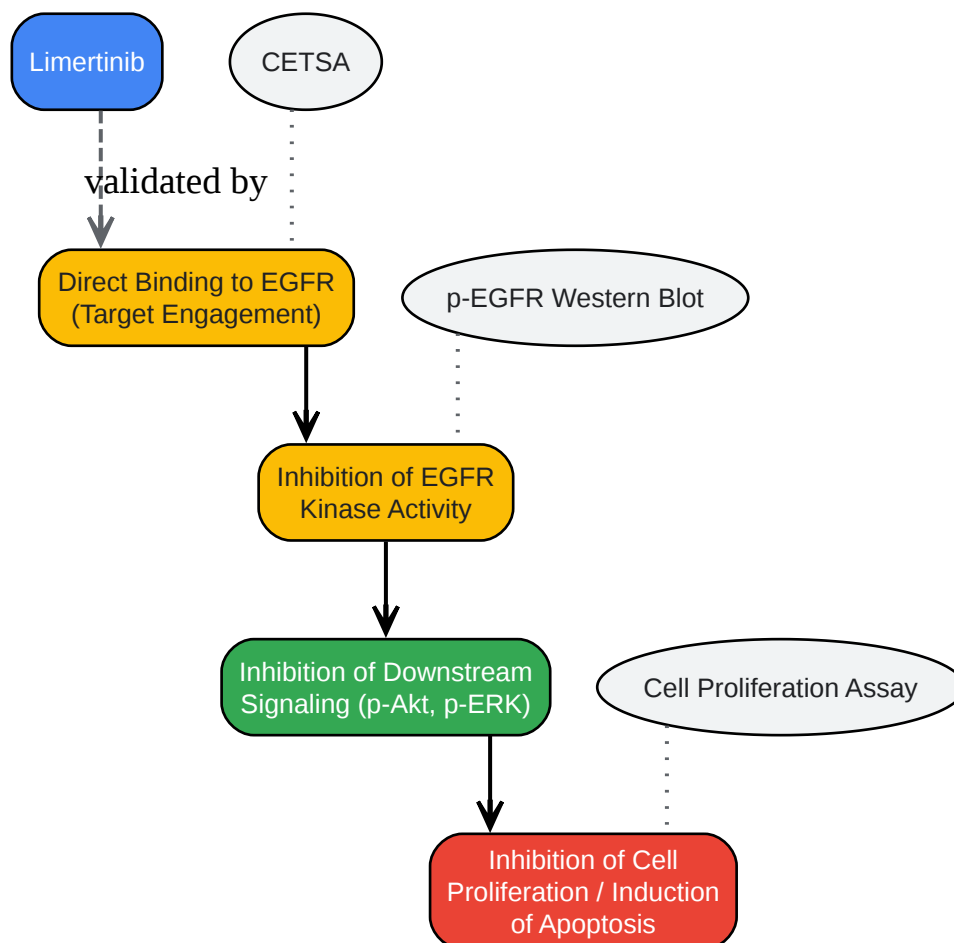 Limertinib
CETSA
validated by
Direct Binding to EGFR
(Target Engagement)
p-EGFR Western Blot
Inhibition of EGFR
Kinase Activity
Inhibition of Downstream
Signaling (p-Akt, p-ERK)
Cell Proliferation Assay
Inhibition of Cell
Proliferation / Induction
of Apoptosis